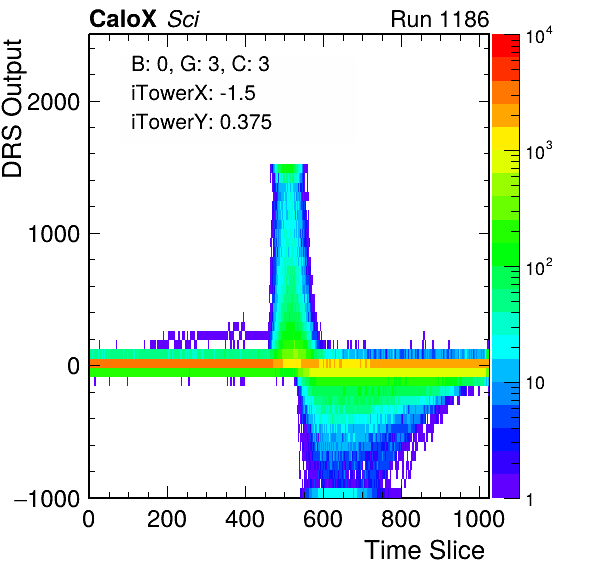 CaloX Sci Run 1186
DRS Output
B: 0, G: 3, C: 3
iTowerX: -1.5
iTowerY: 0.375
2000
1000
0
−1000
0 200 400 600 800 1000
Time Slice
10^4
10^3
10^2
10
1